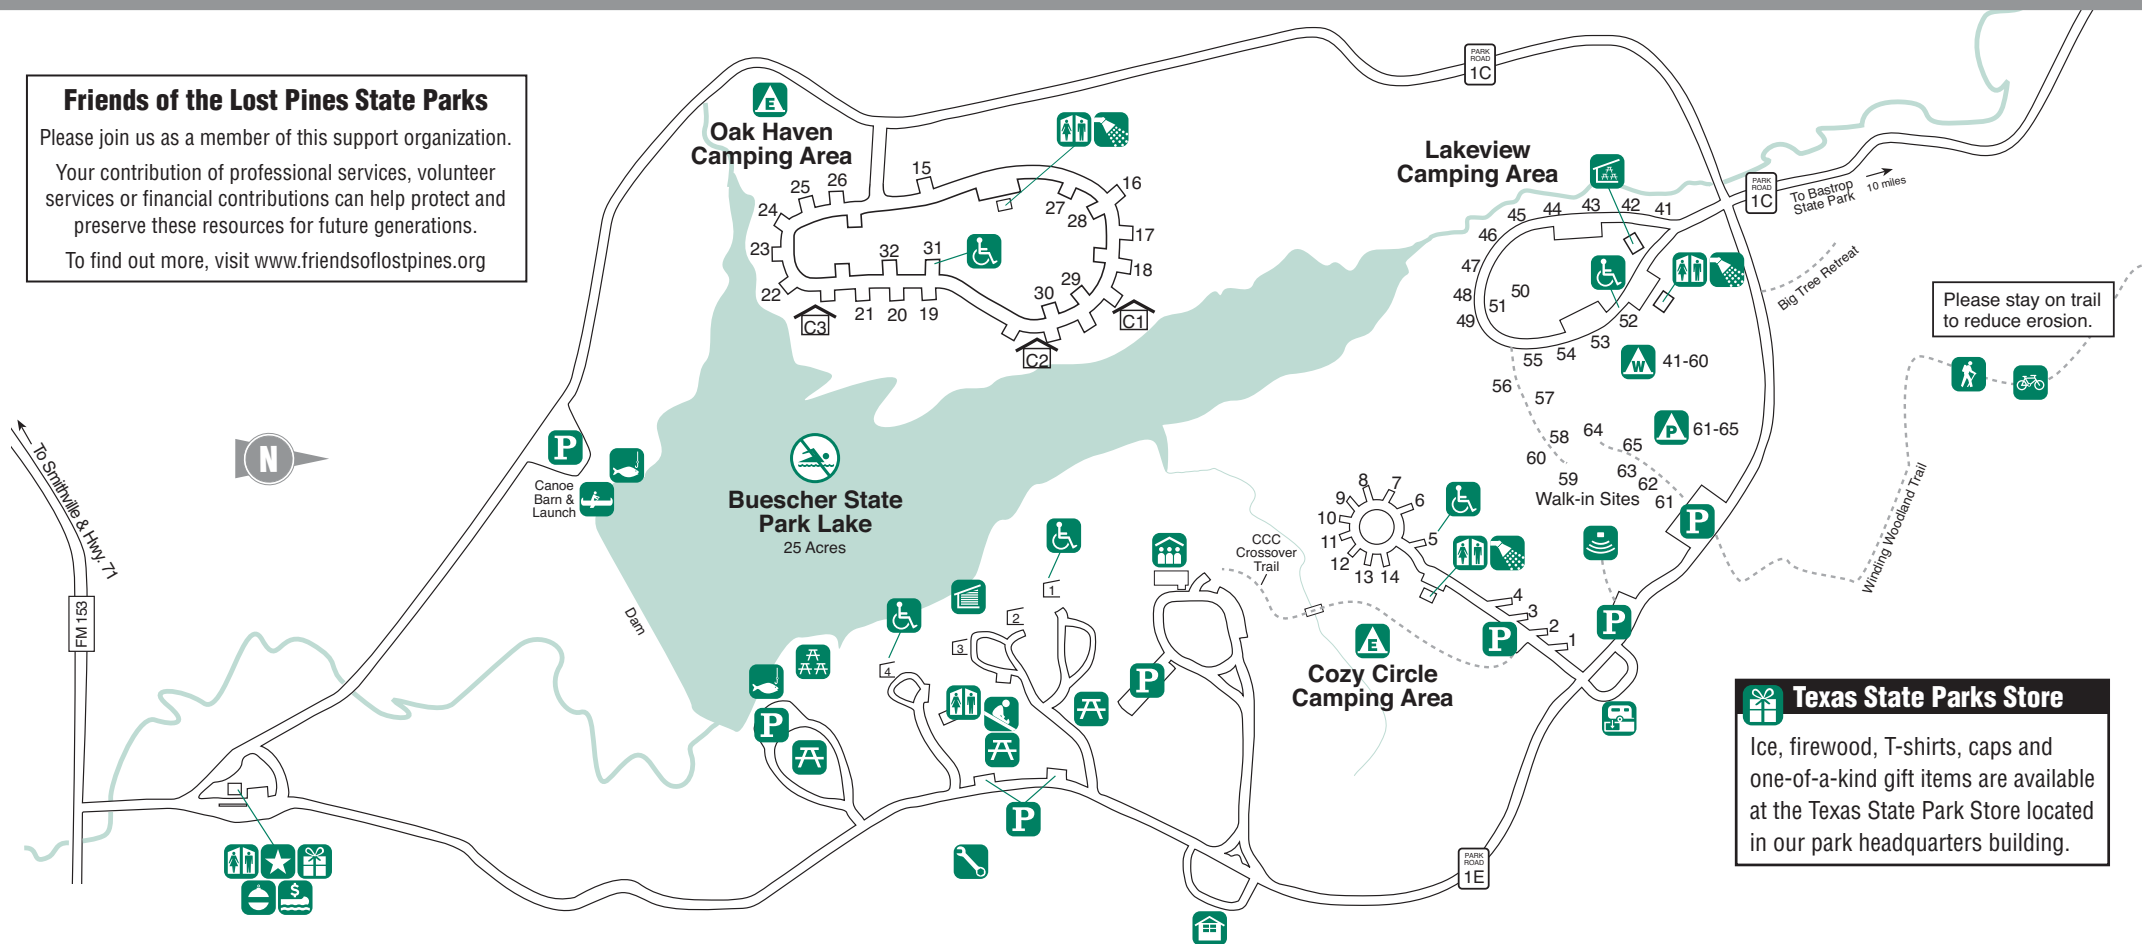 Friends of the Lost Pines State Parks
Please join us as a member of this support organization.
Your contribution of professional services, volunteer
services or financial contributions can help protect and
preserve these resources for future generations.
To find out more, visit www.friendsoflostpines.org
E
Oak Haven
Camping Area
15
16
17
18
19
20
21
22
23
24
25
26
27
28
29
30
31
32
C1
C2
C3
PARK
ROAD
1C
Lakeview
Camping Area
41
42
43
44
45
46
47
48
49
50
51
52
53
54
55
56
57
58
59
60
W
41-60
P
61-65
64
65
63
62
61
Walk-in Sites
PARK
ROAD
1C
To Bastrop
State Park
10 miles
Big Tree Retreat
Please stay on trail
to reduce erosion.
Winding Woodland Trail
P
N
To Smithville & Hwy. 71
FM 153
P
Canoe
Barn &
Launch
Buescher State
Park Lake
25 Acres
Dam
1
2
3
4
P
P
P
CCC
Crossover
Trail
E
Cozy Circle
Camping Area
1
2
3
4
5
6
7
8
9
10
11
12
13
14
P
P
PARK
ROAD
1E
$
Texas State Parks Store
Ice, firewood, T-shirts, caps and
one-of-a-kind gift items are available
at the Texas State Park Store located
in our park headquarters building.